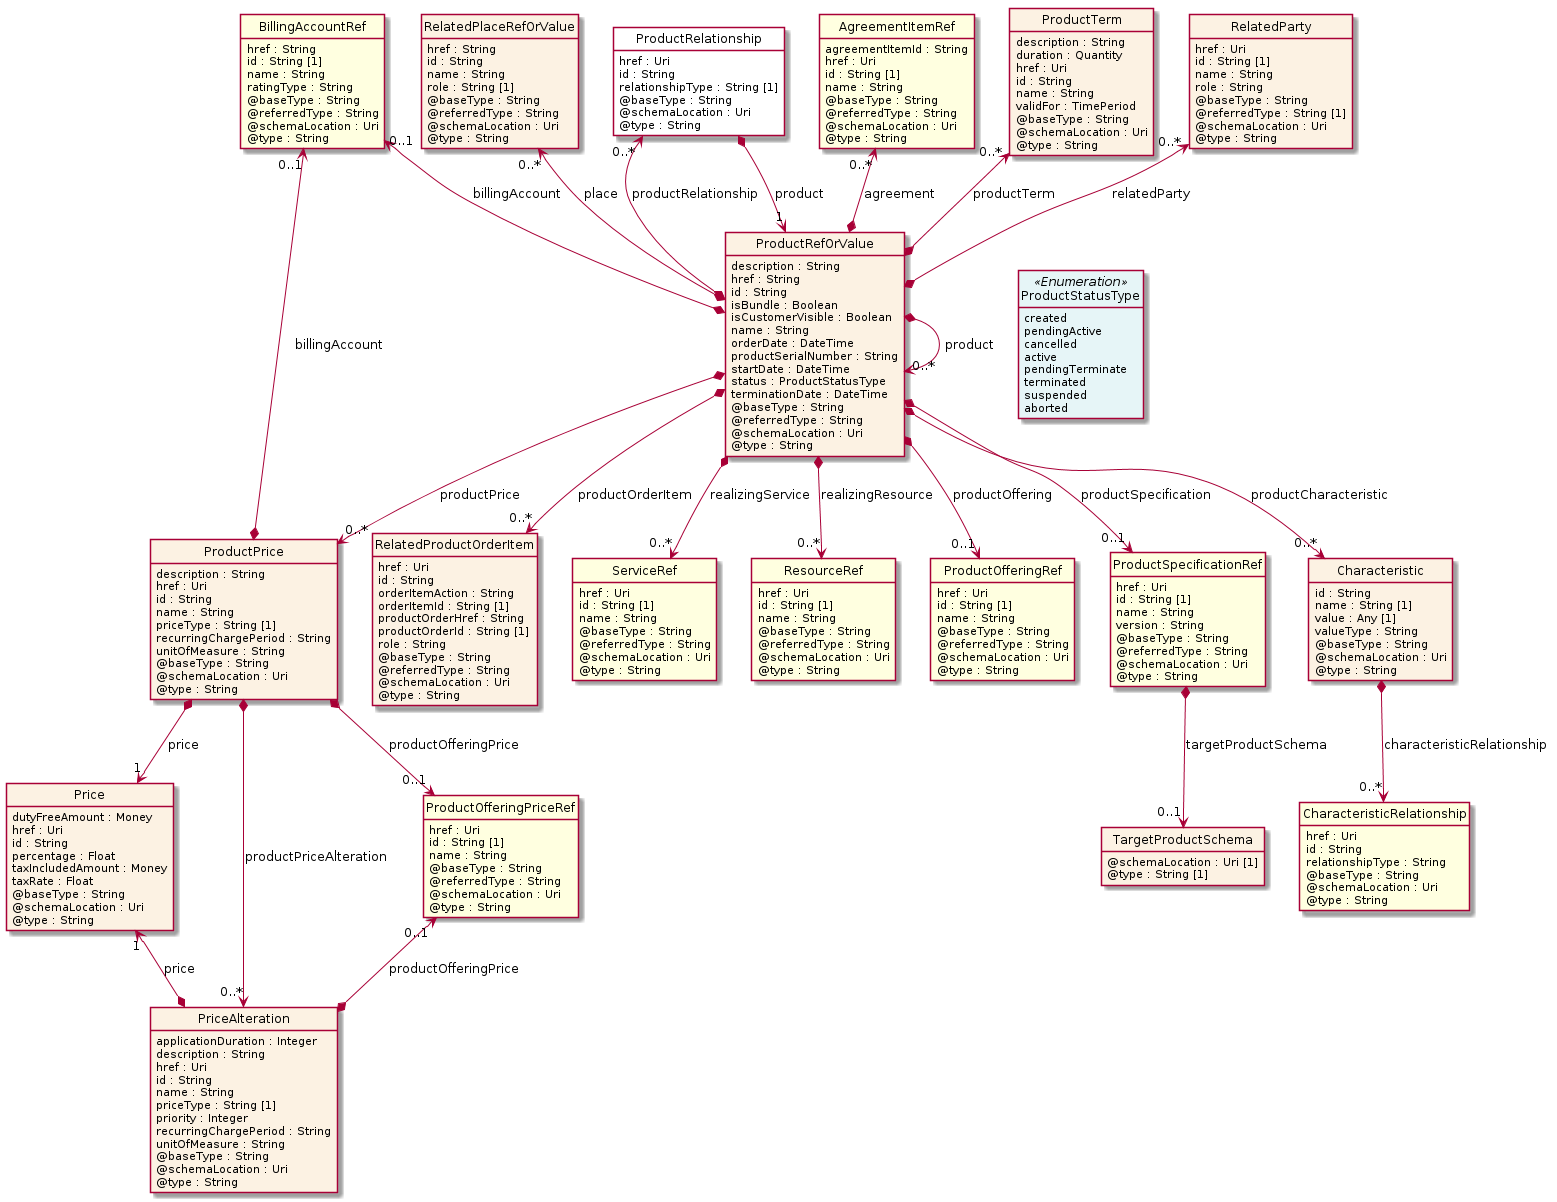 BillingAccountRef
href : String
id : String [1]
name : String
ratingType : String
@baseType : String
@referredType : String
@schemaLocation : Uri
@type : String
RelatedPlaceRefOrValue
href : String
id : String
name : String
role : String [1]
@baseType : String
@referredType : String
@schemaLocation : Uri
@type : String
ProductRelationship
href : Uri
id : String
relationshipType : String [1]
@baseType : String
@schemaLocation : Uri
@type : String
AgreementItemRef
agreementItemId : String
href : Uri
id : String [1]
name : String
@baseType : String
@referredType : String
@schemaLocation : Uri
@type : String
ProductTerm
description : String
duration : Quantity
href : Uri
id : String
name : String
validFor : TimePeriod
@baseType : String
@schemaLocation : Uri
@type : String
RelatedParty
href : Uri
id : String [1]
name : String
role : String
@baseType : String
@referredType : String [1]
@schemaLocation : Uri
@type : String
0..1
0..1
0..*
0..*
0..*
0..*
0..*
billingAccount
place
productRelationship
product
agreement
productTerm
relatedParty
1
ProductRefOrValue
description : String
href : String
id : String
isBundle : Boolean
isCustomerVisible : Boolean
name : String
orderDate : DateTime
productSerialNumber : String
startDate : DateTime
status : ProductStatusType
terminationDate : DateTime
@baseType : String
@referredType : String
@schemaLocation : Uri
@type : String
«Enumeration»
ProductStatusType
created
pendingActive
cancelled
active
pendingTerminate
terminated
suspended
aborted
billingAccount
product
0..*
productPrice
productOrderItem
realizingService
realizingResource
productOffering
productSpecification
productCharacteristic
0..*
0..*
0..*
0..*
0..1
0..1
0..*
ProductPrice
description : String
href : Uri
id : String
name : String
priceType : String [1]
recurringChargePeriod : String
unitOfMeasure : String
@baseType : String
@schemaLocation : Uri
@type : String
RelatedProductOrderItem
href : Uri
id : String
orderItemAction : String
orderItemId : String [1]
productOrderHref : String
productOrderId : String [1]
role : String
@baseType : String
@referredType : String
@schemaLocation : Uri
@type : String
ServiceRef
href : Uri
id : String [1]
name : String
@baseType : String
@referredType : String
@schemaLocation : Uri
@type : String
ResourceRef
href : Uri
id : String [1]
name : String
@baseType : String
@referredType : String
@schemaLocation : Uri
@type : String
ProductOfferingRef
href : Uri
id : String [1]
name : String
@baseType : String
@referredType : String
@schemaLocation : Uri
@type : String
ProductSpecificationRef
href : Uri
id : String [1]
name : String
version : String
@baseType : String
@referredType : String
@schemaLocation : Uri
@type : String
Characteristic
id : String
name : String [1]
value : Any [1]
valueType : String
@baseType : String
@schemaLocation : Uri
@type : String
price
productOfferingPrice
targetProductSchema
characteristicRelationship
1
0..1
0..1
0..*
Price
dutyFreeAmount : Money
href : Uri
id : String
percentage : Float
taxIncludedAmount : Money
taxRate : Float
@baseType : String
@schemaLocation : Uri
@type : String
productPriceAlteration
ProductOfferingPriceRef
href : Uri
id : String [1]
name : String
@baseType : String
@referredType : String
@schemaLocation : Uri
@type : String
TargetProductSchema
@schemaLocation : Uri [1]
@type : String [1]
CharacteristicRelationship
href : Uri
id : String
relationshipType : String
@baseType : String
@schemaLocation : Uri
@type : String
1
0..1
price
productOfferingPrice
0..*
PriceAlteration
applicationDuration : Integer
description : String
href : Uri
id : String
name : String
priceType : String [1]
priority : Integer
recurringChargePeriod : String
unitOfMeasure : String
@baseType : String
@schemaLocation : Uri
@type : String